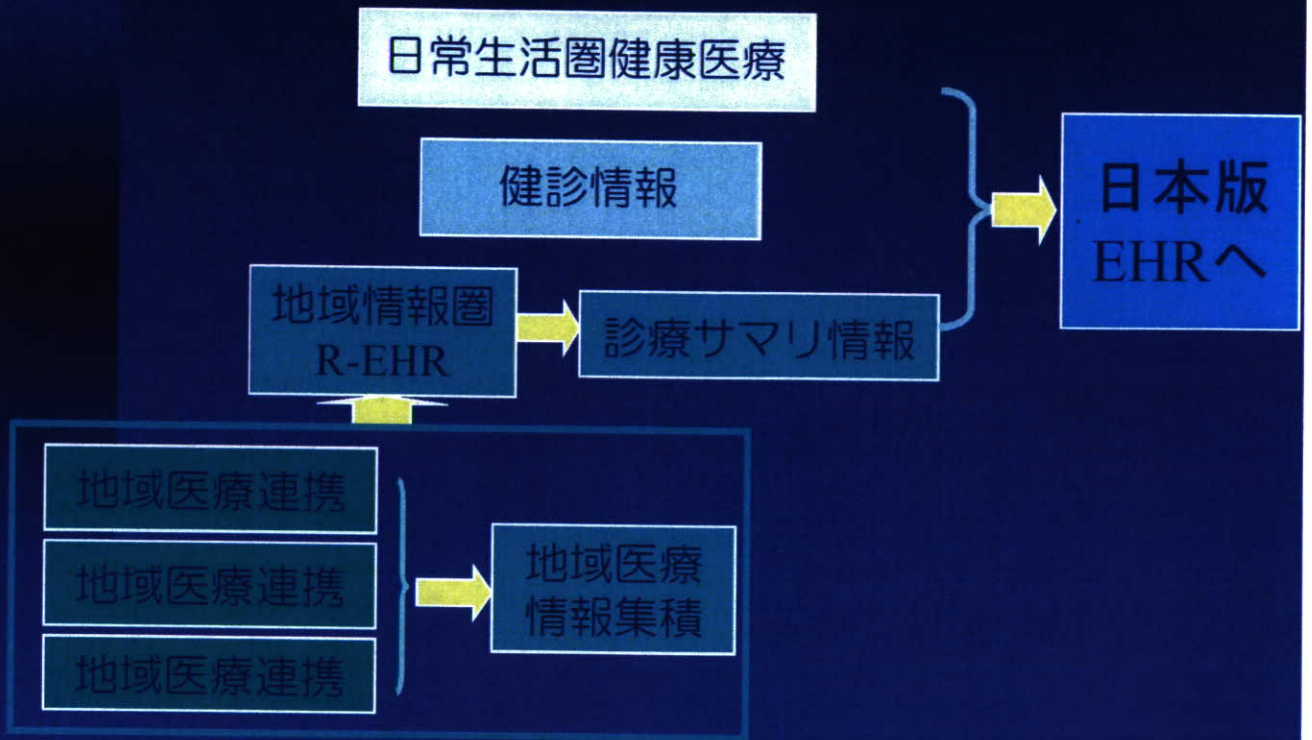 日常生活圏健康医療
健診情報
日本版
EHRへ
地域情報圏
R-EHR
診療サマリ情報
地域医療連携
地域医療連携
地域医療連携
地域医療
情報集積